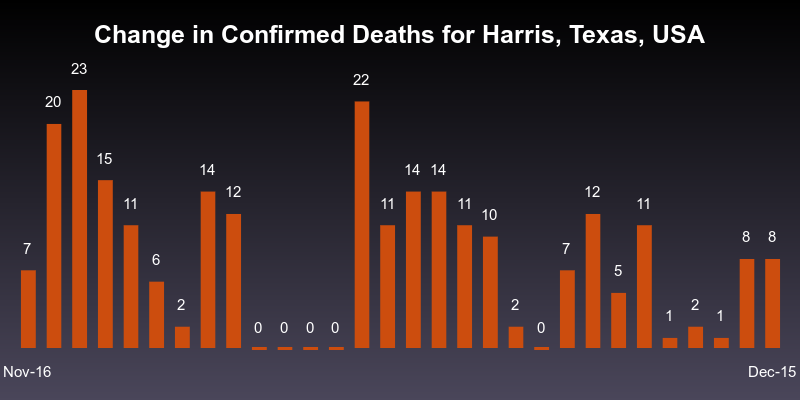 Change in Confirmed Deaths for Harris, Texas, USA
7 20 23 15 11 6 2 14 12 0 0 0 0 22 11 14 14 11 10 2 0 7 12 5 11 1 2 1 8 8
Nov-16 Dec-15